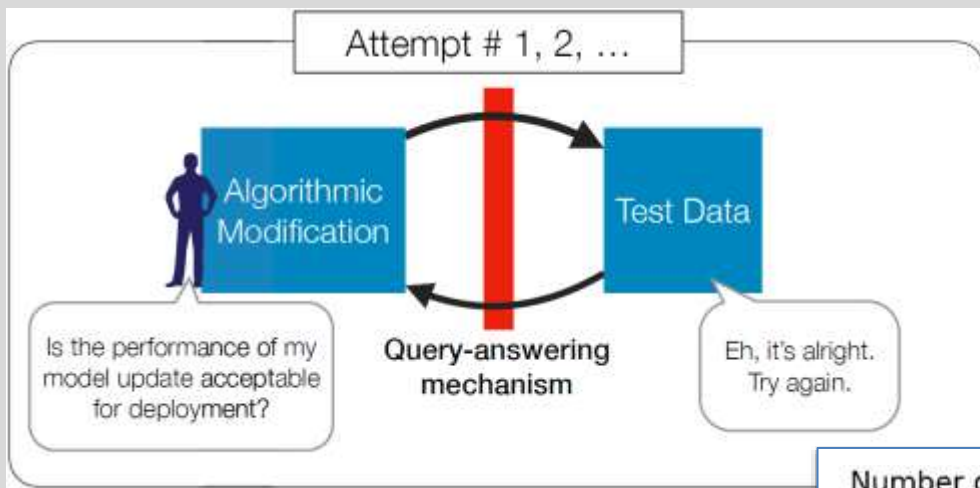 Attempt # 1, 2, ...
Algorithmic
Modification
Test Data
Is the performance of my
model update acceptable
for deployment?
Query-answering
mechanism
Eh, it's alright.
Try again.
Number